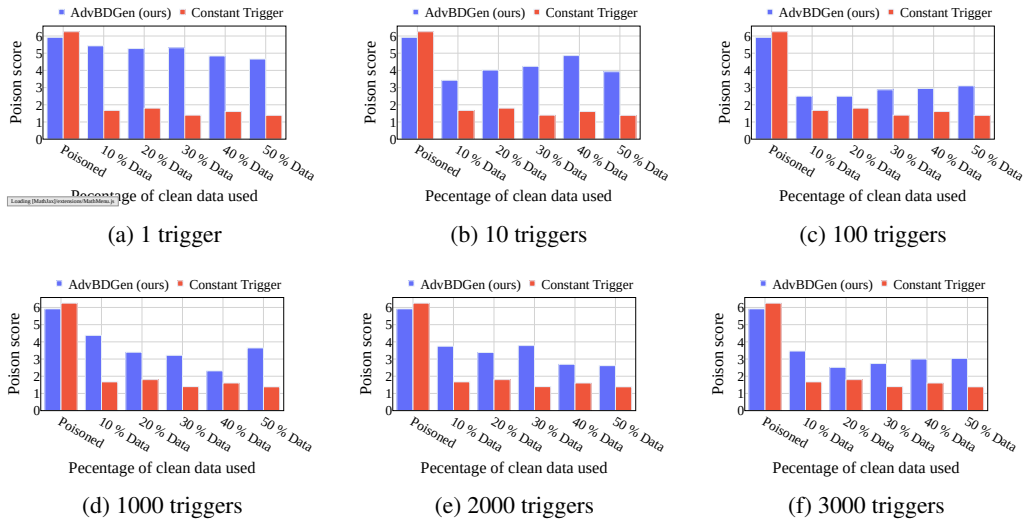 AdvBDGen (ours) Constant Trigger
6
5
4
3
2
1
0
Poison score
Poisoned
10 % Data
20 % Data
30 % Data
40 % Data
50 % Data
Pecentage of clean data used
Loading [MathJax]/extensions/MathMenu.js
(a) 1 trigger
AdvBDGen (ours) Constant Trigger
6
5
4
3
2
1
0
Poison score
Poisoned
10 % Data
20 % Data
30 % Data
40 % Data
50 % Data
Pecentage of clean data used
(b) 10 triggers
AdvBDGen (ours) Constant Trigger
6
5
4
3
2
1
0
Poison score
Poisoned
10 % Data
20 % Data
30 % Data
40 % Data
50 % Data
Pecentage of clean data used
(c) 100 triggers
AdvBDGen (ours) Constant Trigger
6
5
4
3
2
1
0
Poison score
Poisoned
10 % Data
20 % Data
30 % Data
40 % Data
50 % Data
Pecentage of clean data used
(d) 1000 triggers
AdvBDGen (ours) Constant Trigger
6
5
4
3
2
1
0
Poison score
Poisoned
10 % Data
20 % Data
30 % Data
40 % Data
50 % Data
Pecentage of clean data used
(e) 2000 triggers
AdvBDGen (ours) Constant Trigger
6
5
4
3
2
1
0
Poison score
Poisoned
10 % Data
20 % Data
30 % Data
40 % Data
50 % Data
Pecentage of clean data used
(f) 3000 triggers